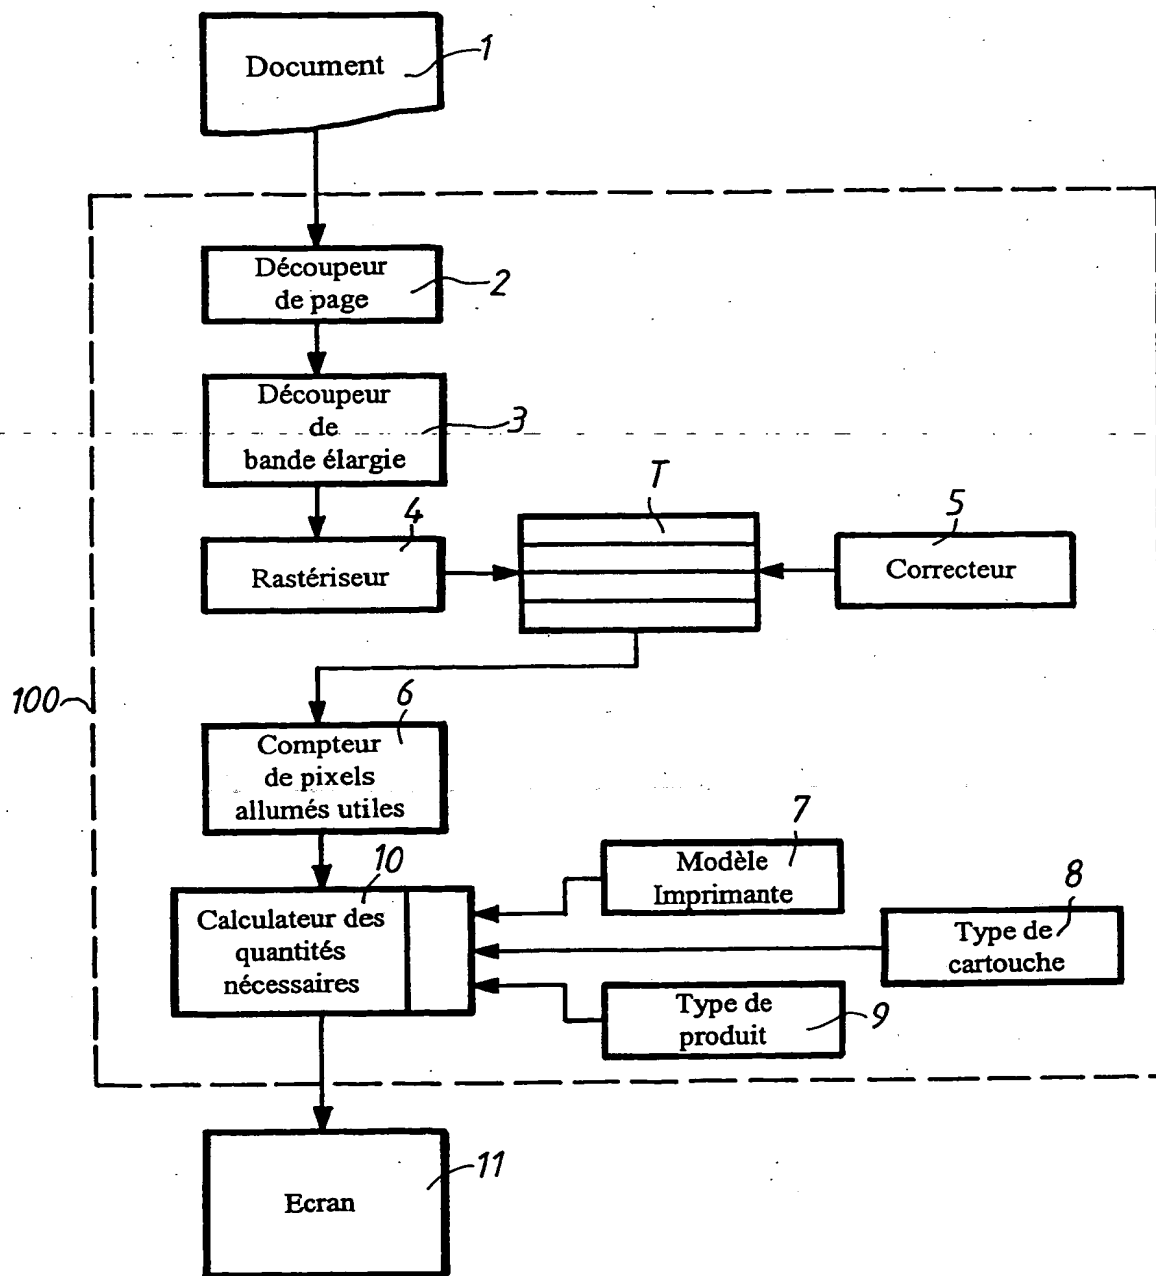 Document
1
Découpeur
de page
2
Découpeur
de
bande élargie
3
4
Rastériseur
T
5
Correcteur
100
6
Compteur
de pixels
allumés utiles
7
Modèle
Imprimante
10
Calculateur des
quantités
nécessaires
8
Type de
cartouche
Type de
produit
9
11
Ecran